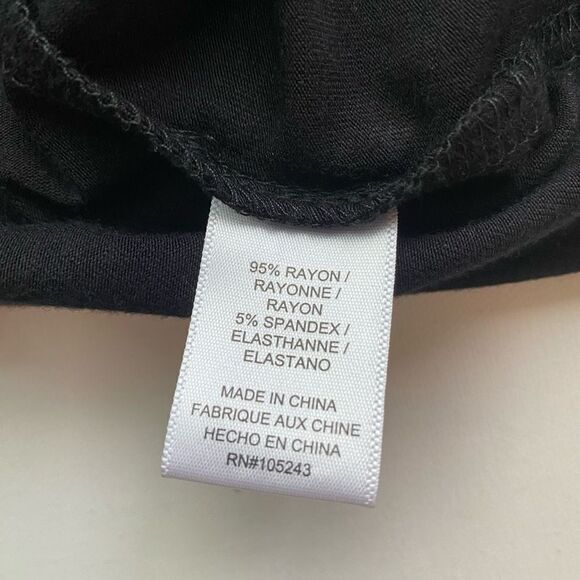 95% RAYON /
RAYONNE /
RAYON
5% SPANDEX /
ELASTHANNE /
ELASTANO
MADE IN CHINA
FABRIQUE AUX CHINE
HECHO EN CHINA
RN#105243